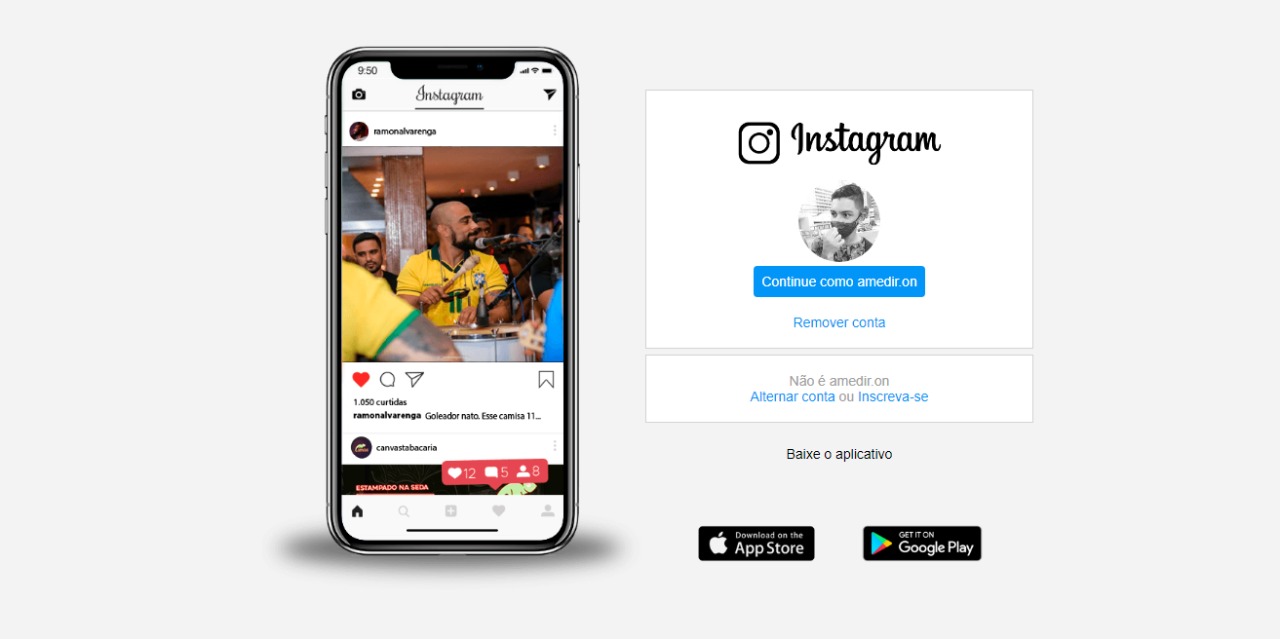 9:50
Instagram
ramonalvarenga
1.050 curtidas
ramonalvarenga Goleador nato. Esse camisa 11...
canvastabacaria
12 5 8
ESTAMPADO NA SEDA
Instagram
Continue como amedir.on
Remover conta
Não é amedir.on
Alternar conta ou Inscreva-se
Baixe o aplicativo
Download on the
App Store
GET IT ON
Google Play